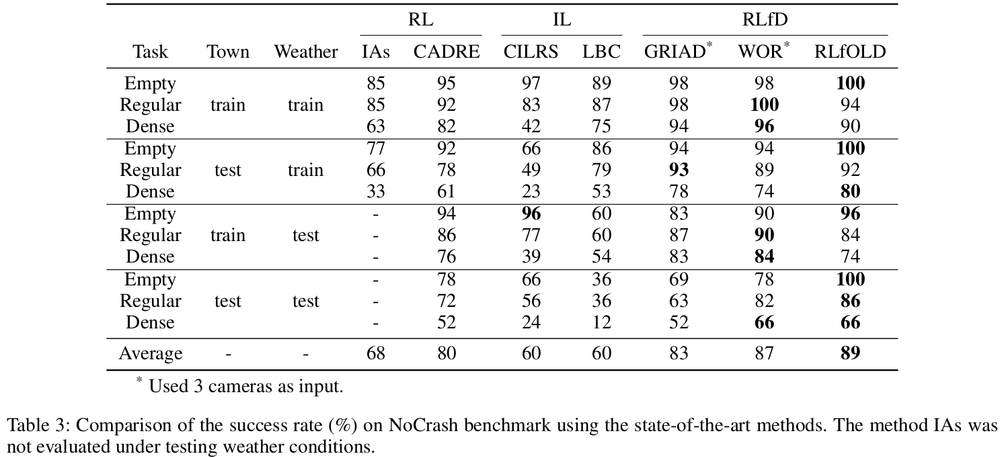 RL IL RLfD
Task Town Weather IAs CADRE CILRS LBC GRIAD* WOR* RLfOLD
Empty 85 95 97 89 98 98 100
Regular train train 85 92 83 87 98 100 94
Dense 63 82 42 75 94 96 90
Empty 77 92 66 86 94 94 100
Regular test train 66 78 49 79 93 89 92
Dense 33 61 23 53 78 74 80
Empty - 94 96 60 83 90 96
Regular train test - 86 77 60 87 90 84
Dense - 76 39 54 83 84 74
Empty - 78 66 36 69 78 100
Regular test test - 72 56 36 63 82 86
Dense - 52 24 12 52 66 66
Average - - 68 80 60 60 83 87 89
* Used 3 cameras as input.
Table 3: Comparison of the success rate (%) on NoCrash benchmark using the state-of-the-art methods. The method IAs was
not evaluated under testing weather conditions.